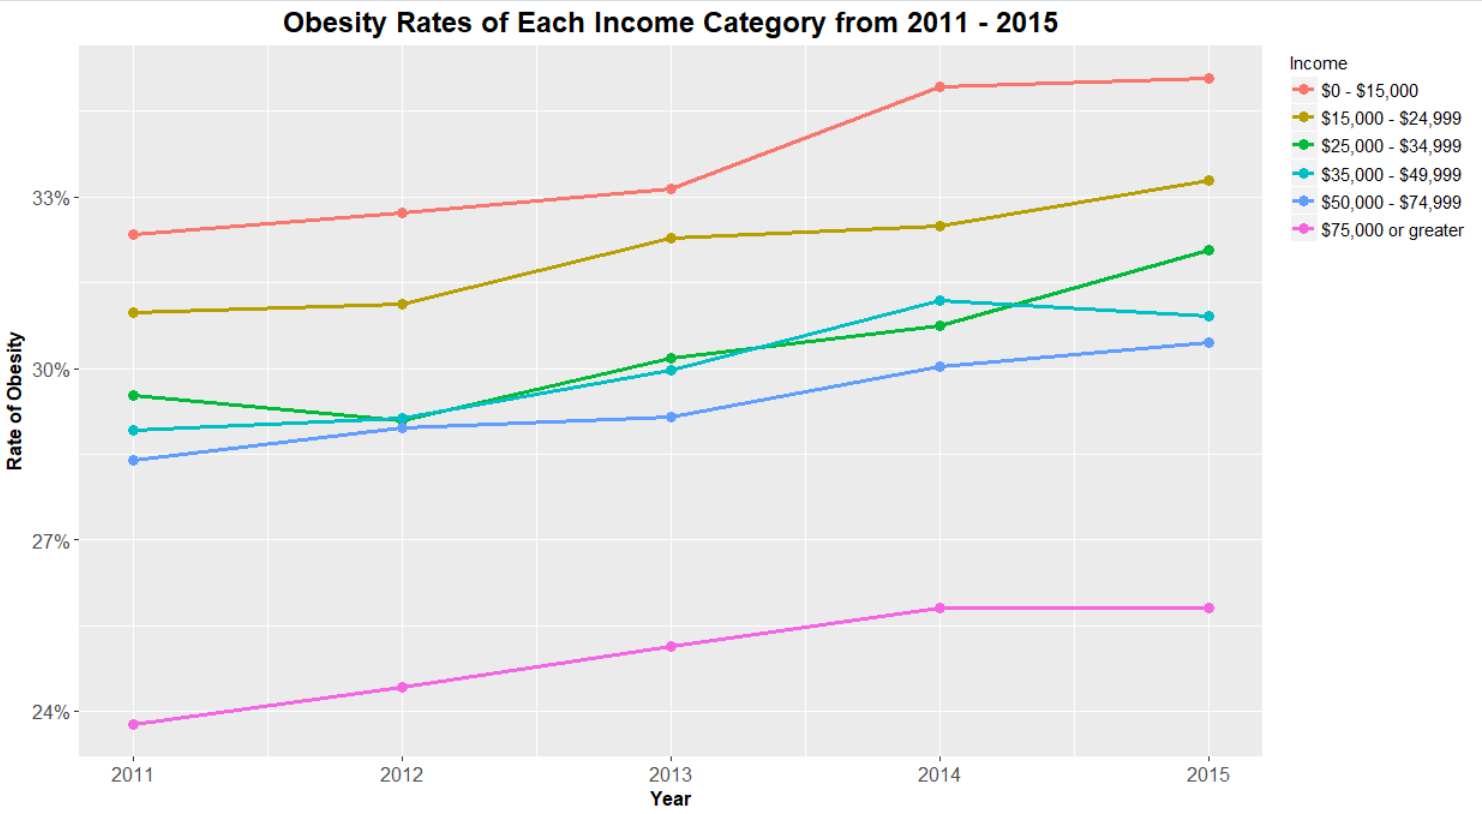 Obesity Rates of Each Income Category from 2011 - 2015
Income
$0 - $15,000
$15,000 - $24,999
$25,000 - $34,999
$35,000 - $49,999
$50,000 - $74,999
$75,000 or greater
Rate of Obesity
33%
30%
27%
24%
2011 2012 2013 2014 2015
Year